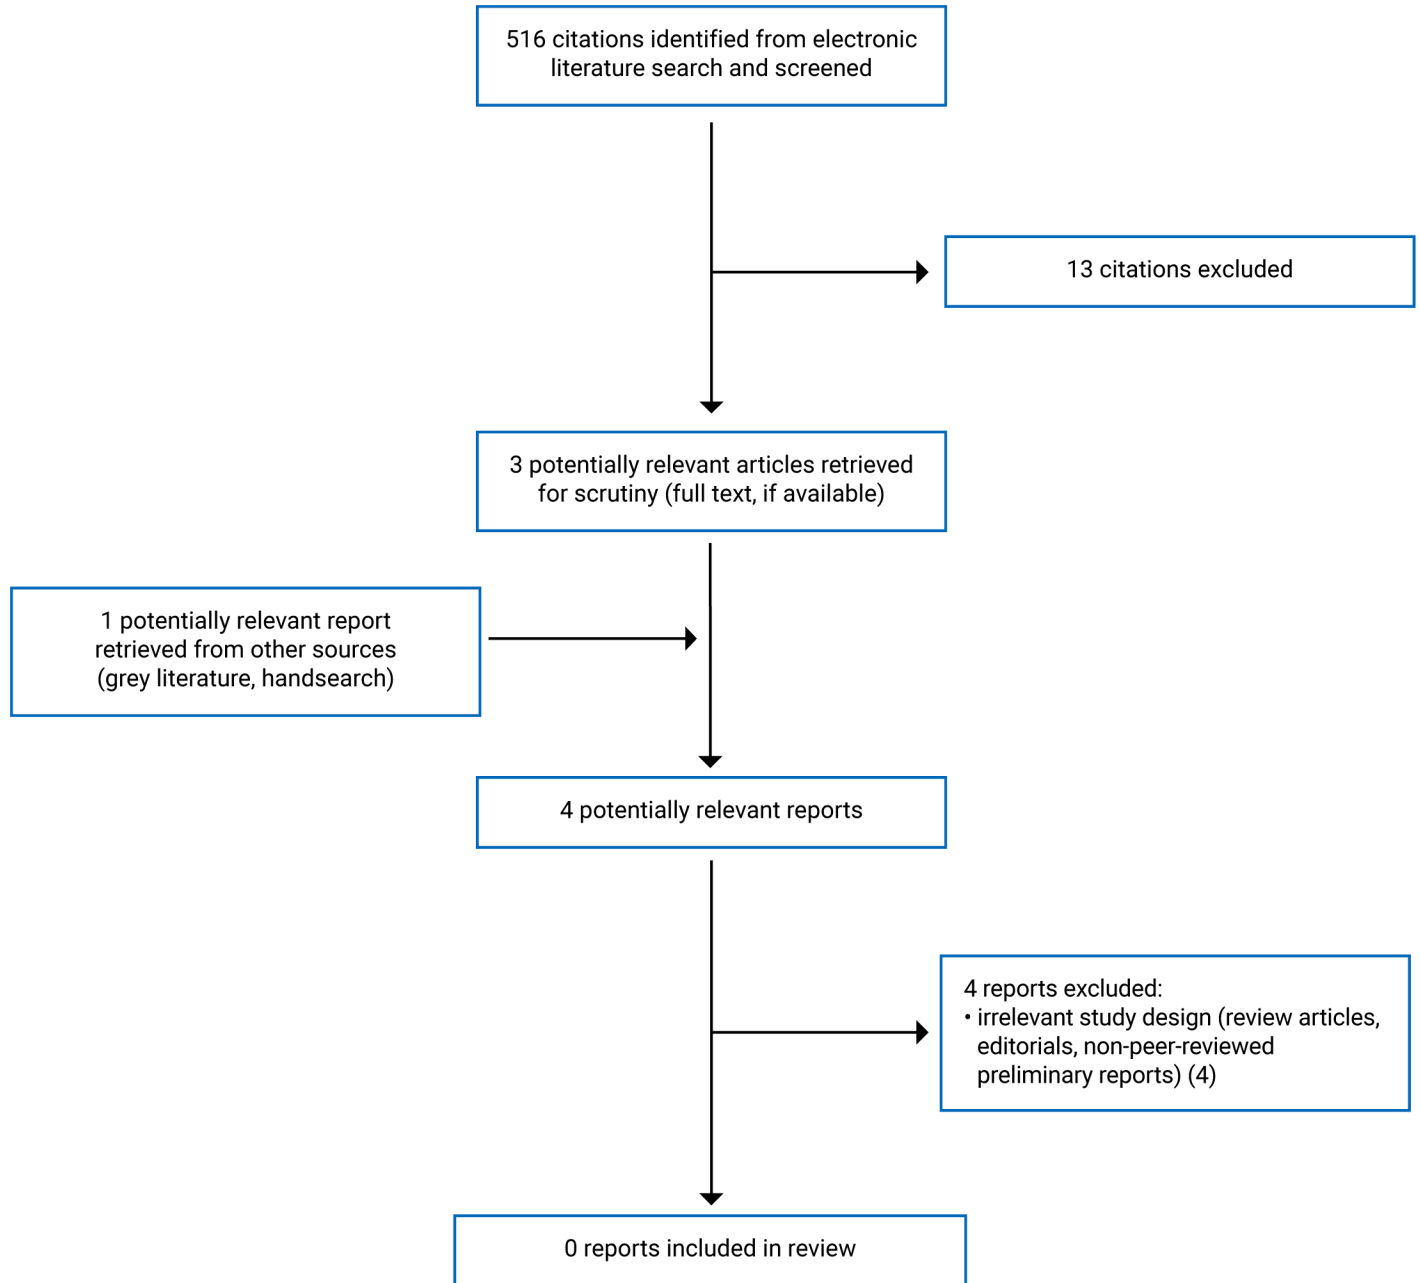 516 citations identified from electronic
literature search and screened
13 citations excluded
3 potentially relevant articles retrieved
for scrutiny (full text, if available)
1 potentially relevant report
retrieved from other sources
(grey literature, handsearch)
4 potentially relevant reports
4 reports excluded:
• irrelevant study design (review articles,
editorials, non-peer-reviewed
preliminary reports) (4)
0 reports included in review